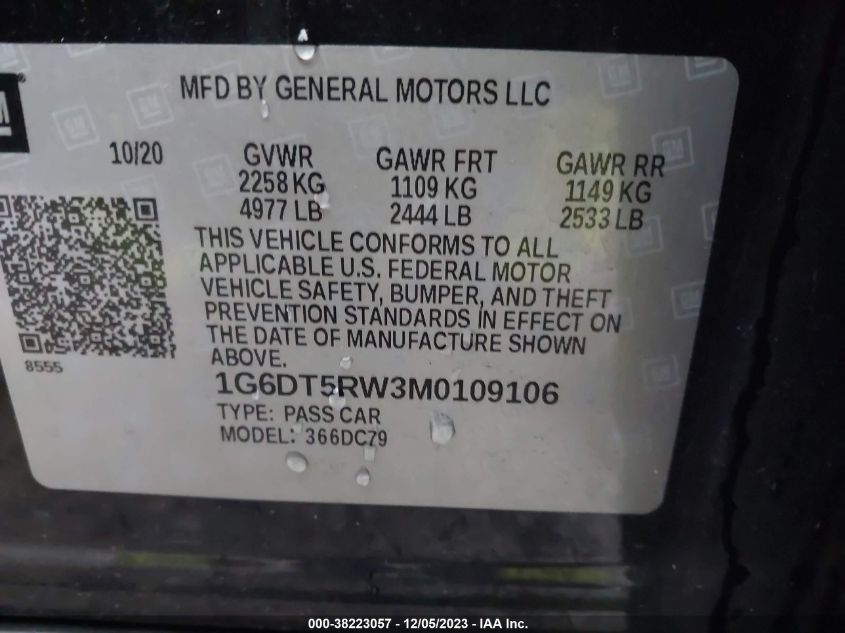 MFD BY GENERAL MOTORS LLC
10/20 GVWR GAWR FRT GAWR RR
2258 KG 1109 KG 1149 KG
4977 LB 2444 LB 2533 LB
THIS VEHICLE CONFORMS TO ALL
APPLICABLE U.S. FEDERAL MOTOR
VEHICLE SAFETY, BUMPER, AND THEFT
PREVENTION STANDARDS IN EFFECT ON
THE DATE OF MANUFACTURE SHOWN
ABOVE.
8555
1G6DT5RW3M0109106
TYPE: PASS CAR
MODEL: 366DC79
000-38223057 - 12/05/2023 - IAA Inc.